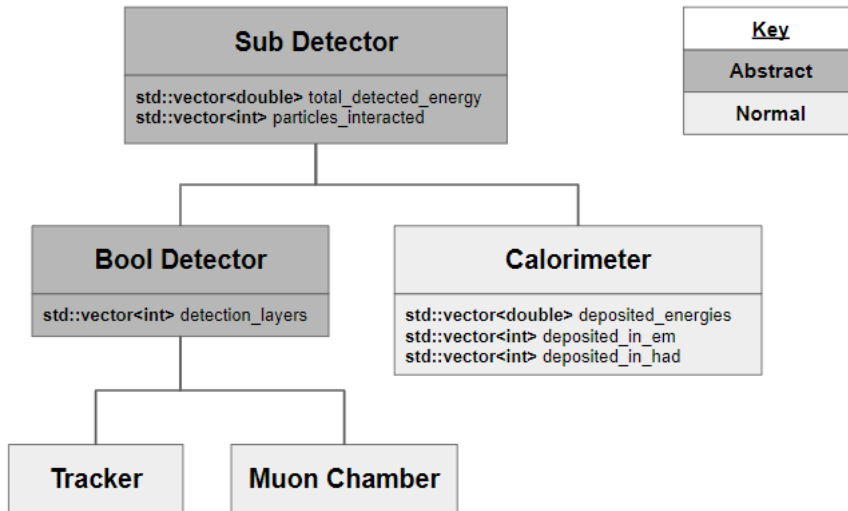 Sub Detector
std::vector<double> total_detected_energy
std::vector<int> particles_interacted
Key
Abstract
Normal
Bool Detector
std::vector<int> detection_layers
Calorimeter
std::vector<double> deposited_energies
std::vector<int> deposited_in_em
std::vector<int> deposited_in_had
Tracker
Muon Chamber